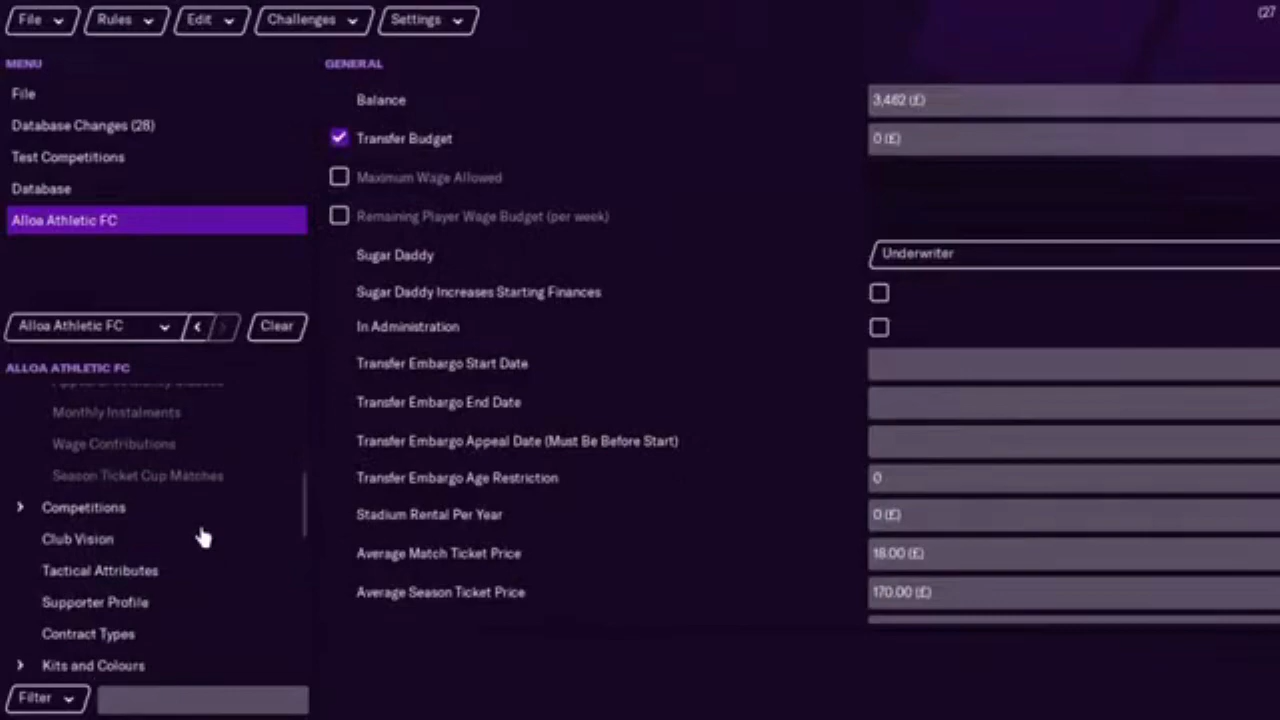 File Rules Edit Challenges Settings (27
MENU
File
Database Changes (28)
Test Competitions
Database
Alloa Athletic FC
Alloa Athletic FC Clear
ALLOA ATHLETIC FC
Monthly Instalments
Wage Contributions
Season Ticket Cup Matches
Competitions
Club Vision
Tactical Attributes
Supporter Profile
Contract Types
Kits and Colours
Filter
GENERAL
Balance 3,462 (£)
Transfer Budget 0 (£)
Maximum Wage Allowed
Remaining Player Wage Budget (per week)
Sugar Daddy Underwriter
Sugar Daddy Increases Starting Finances
In Administration
Transfer Embargo Start Date
Transfer Embargo End Date
Transfer Embargo Appeal Date (Must Be Before Start)
Transfer Embargo Age Restriction 0
Stadium Rental Per Year 0 (£)
Average Match Ticket Price 18.00 (£)
Average Season Ticket Price 170.00 (£)